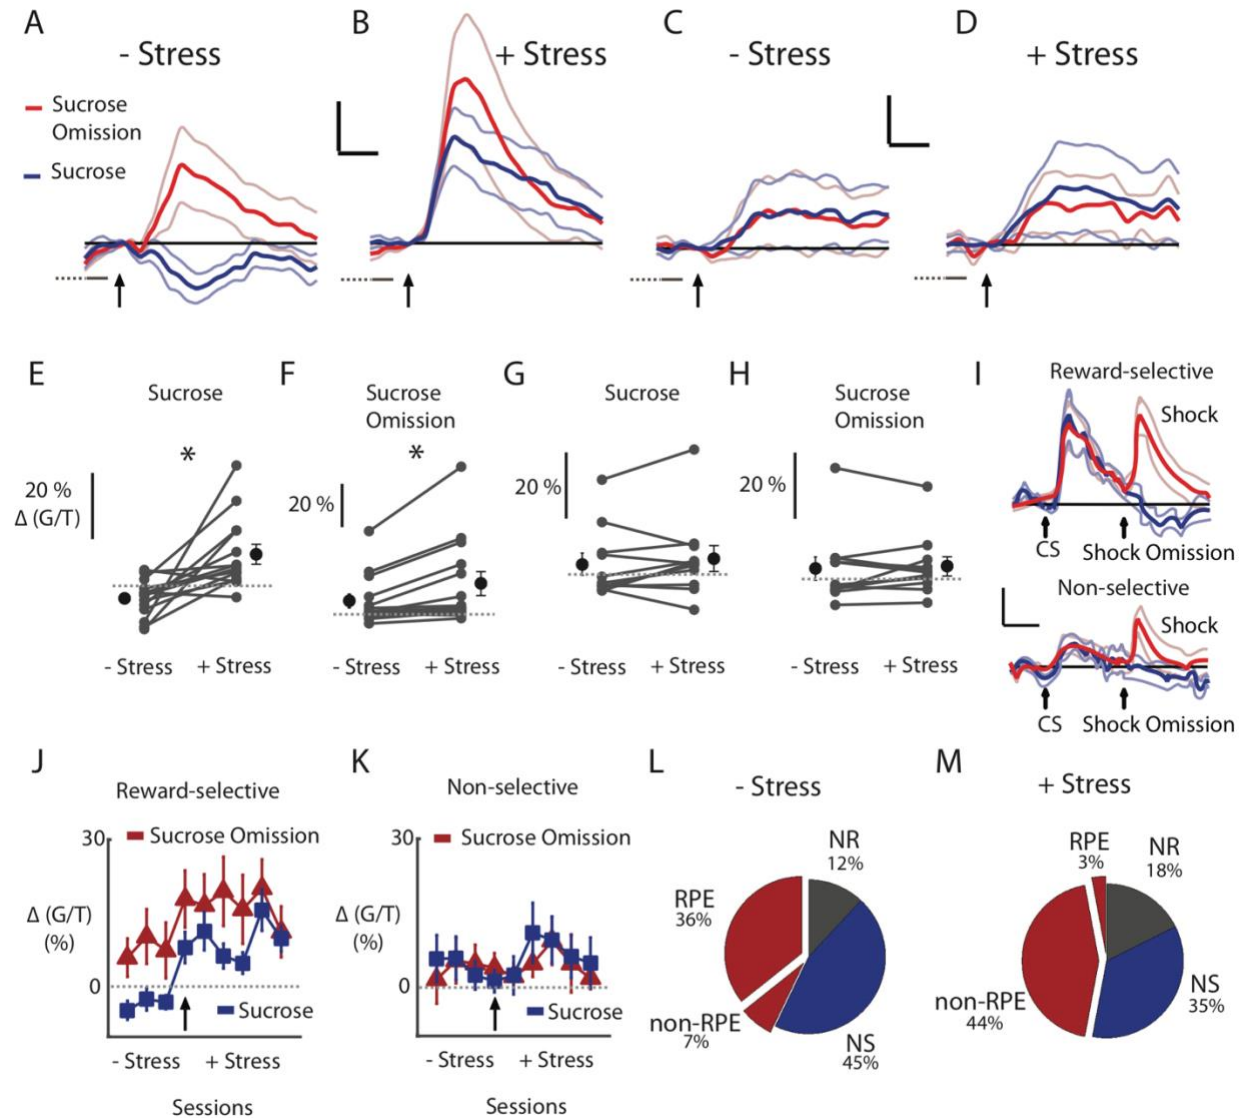 A
B
C
D
- Stress
+ Stress
- Stress
+ Stress
Sucrose
Omission
Sucrose
E
F
G
H
I
Sucrose
Sucrose
Omission
Sucrose
Sucrose
Omission
Reward-selective
Shock
*
*
20 %
Δ (G/T)
20 %
20 %
20 %
CS
Shock Omission
Non-selective
Shock
- Stress
+ Stress
- Stress
+ Stress
- Stress
+ Stress
- Stress
+ Stress
CS
Shock Omission
J
K
L
M
Reward-selective
Non-selective
- Stress
+ Stress
30
Sucrose Omission
Δ (G/T)
(%)
0
Sucrose
- Stress
+ Stress
Sessions
30
Sucrose Omission
Δ (G/T)
(%)
0
Sucrose
- Stress
+ Stress
Sessions
NR
12%
RPE
36%
non-RPE
7%
NS
45%
RPE
3%
NR
18%
non-RPE
44%
NS
35%